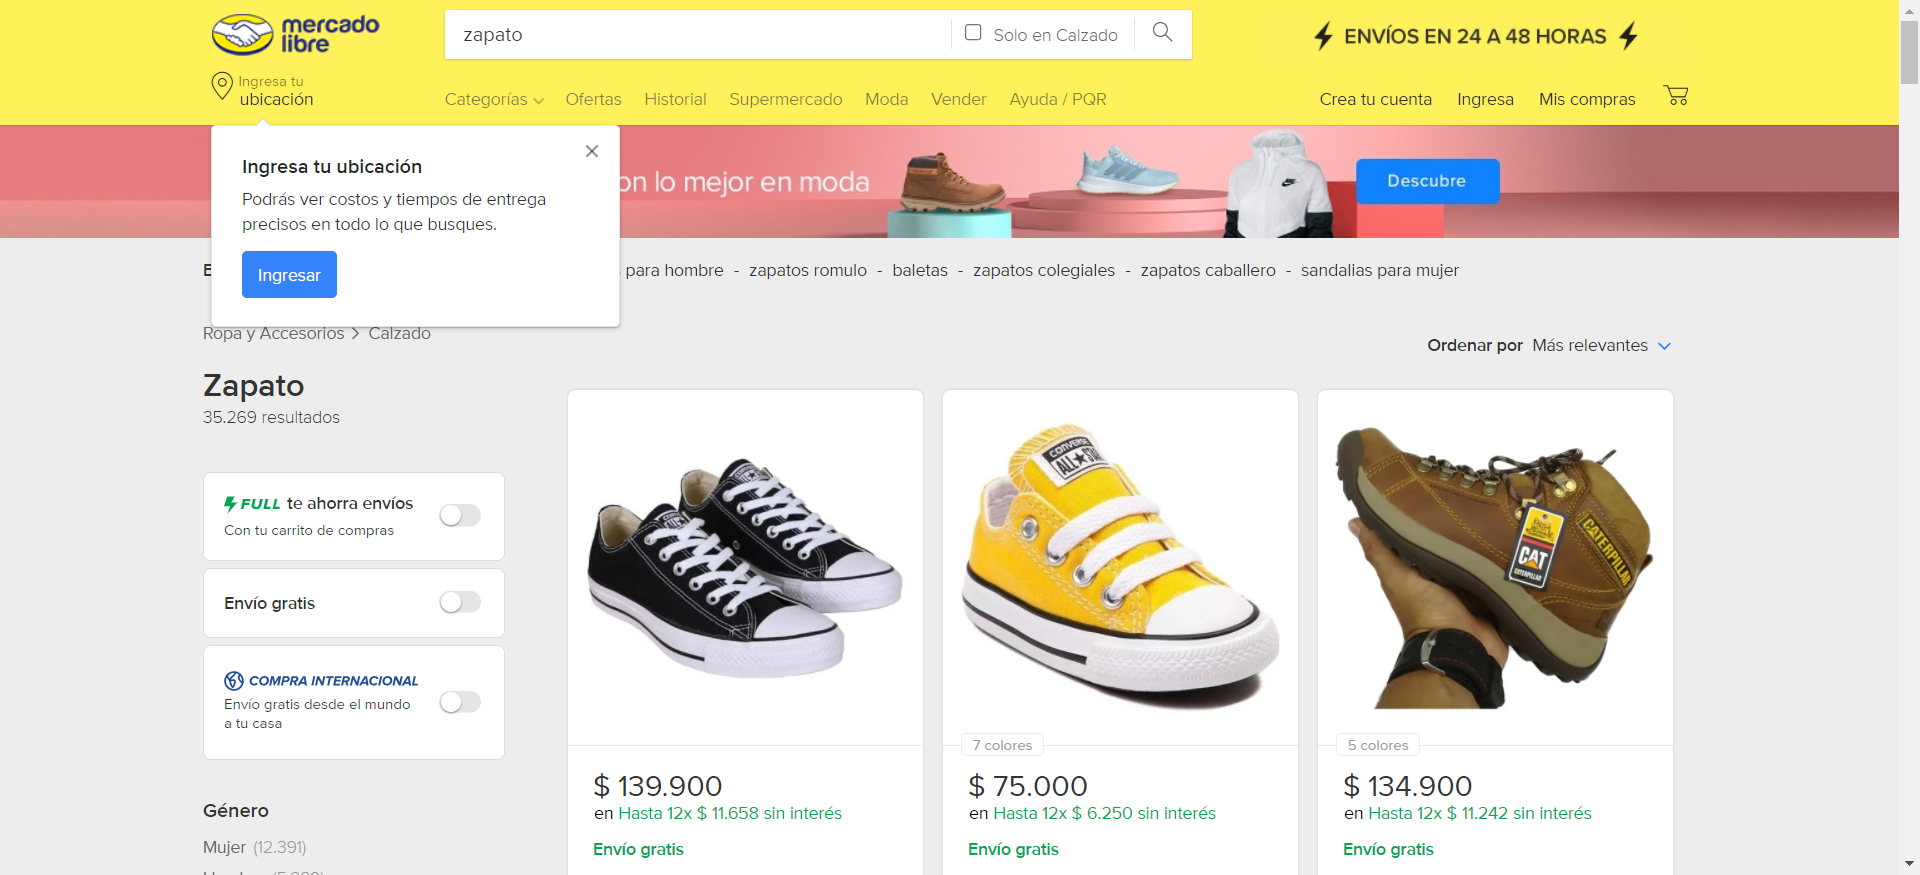 mercado
libre
zapato
Solo en Calzado
ENVÍOS EN 24 A 48 HORAS
Ingresa tu
ubicación
Categorías
Ofertas
Historial
Supermercado
Moda
Vender
Ayuda / PQR
Crea tu cuenta
Ingresa
Mis compras
Ingresa tu ubicación
Podrás ver costos y tiempos de entrega
precisos en todo lo que busques.
Ingresar
on lo mejor en moda
Descubre
para hombre - zapatos romulo - baletas - zapatos colegiales - zapatos caballero - sandalias para mujer
Ropa y Accesorios > Calzado
Ordenar por Más relevantes
Zapato
35.269 resultados
FULL te ahorra envíos
Con tu carrito de compras
Envío gratis
COMPRA INTERNACIONAL
Envío gratis desde el mundo
a tu casa
Género
Mujer (12.391)
CONVERSE
ALL STAR
CAT
CATERPILLAR
CATERPILLAR
7 colores
5 colores
$ 139.900
en Hasta 12x $ 11.658 sin interés
Envío gratis
$ 75.000
en Hasta 12x $ 6.250 sin interés
Envío gratis
$ 134.900
en Hasta 12x $ 11.242 sin interés
Envío gratis